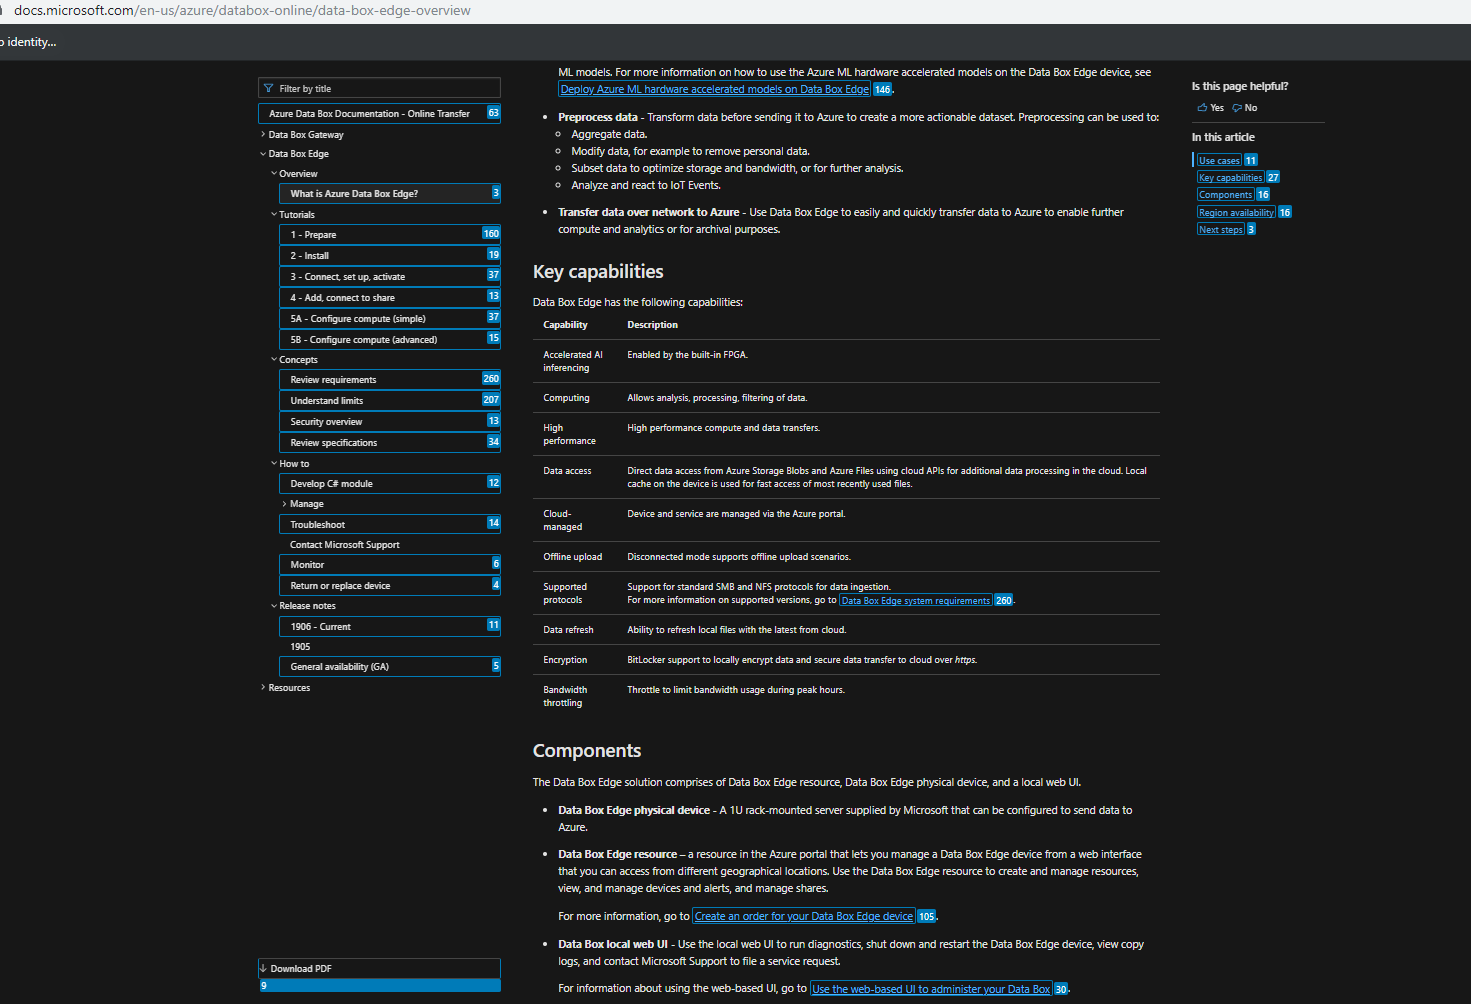 docs.microsoft.com/en-us/azure/databox-online/data-box-edge-overview
identity...
Filter by title
Azure Data Box Documentation - Online Transfer 63
Data Box Gateway
Data Box Edge
Overview
What is Azure Data Box Edge? 3
Tutorials
1 - Prepare 160
2 - Install 19
3 - Connect, set up, activate 37
4 - Add, connect to share 13
5A - Configure compute (simple) 37
5B - Configure compute (advanced) 15
Concepts
Review requirements 260
Understand limits 207
Security overview 13
Review specifications 34
How to
Develop C# module 12
Manage
Troubleshoot 14
Contact Microsoft Support
Monitor 6
Return or replace device 4
Release notes
1906 - Current 11
1905
General availability (GA) 5
Resources
Download PDF
9
ML models. For more information on how to use the Azure ML hardware accelerated models on the Data Box Edge device, see
Deploy Azure ML hardware accelerated models on Data Box Edge 146.
• Preprocess data - Transform data before sending it to Azure to create a more actionable dataset. Preprocessing can be used to:
Aggregate data.
Modify data, for example to remove personal data.
Subset data to optimize storage and bandwidth, or for further analysis.
Analyze and react to IoT Events.
• Transfer data over network to Azure - Use Data Box Edge to easily and quickly transfer data to Azure to enable further
compute and analytics or for archival purposes.
Key capabilities
Data Box Edge has the following capabilities:
Capability Description
Accelerated AI Enabled by the built-in FPGA.
inferencing
Computing Allows analysis, processing, filtering of data.
High High performance compute and data transfers.
performance
Data access Direct data access from Azure Storage Blobs and Azure Files using cloud APIs for additional data processing in the cloud. Local
cache on the device is used for fast access of most recently used files.
Cloud- Device and service are managed via the Azure portal.
managed
Offline upload Disconnected mode supports offline upload scenarios.
Supported Support for standard SMB and NFS protocols for data ingestion.
protocols For more information on supported versions, go to Data Box Edge system requirements 260.
Data refresh Ability to refresh local files with the latest from cloud.
Encryption BitLocker support to locally encrypt data and secure data transfer to cloud over https.
Bandwidth Throttle to limit bandwidth usage during peak hours.
throttling
Components
The Data Box Edge solution comprises of Data Box Edge resource, Data Box Edge physical device, and a local web UI.
• Data Box Edge physical device - A 1U rack-mounted server supplied by Microsoft that can be configured to send data to
Azure.
• Data Box Edge resource – a resource in the Azure portal that lets you manage a Data Box Edge device from a web interface
that you can access from different geographical locations. Use the Data Box Edge resource to create and manage resources,
view, and manage devices and alerts, and manage shares.
For more information, go to Create an order for your Data Box Edge device 105.
• Data Box local web UI - Use the local web UI to run diagnostics, shut down and restart the Data Box Edge device, view copy
logs, and contact Microsoft Support to file a service request.
For information about using the web-based UI, go to Use the web-based UI to administer your Data Box 30.
Is this page helpful?
Yes No
In this article
Use cases 11
Key capabilities 27
Components 16
Region availability 16
Next steps 3